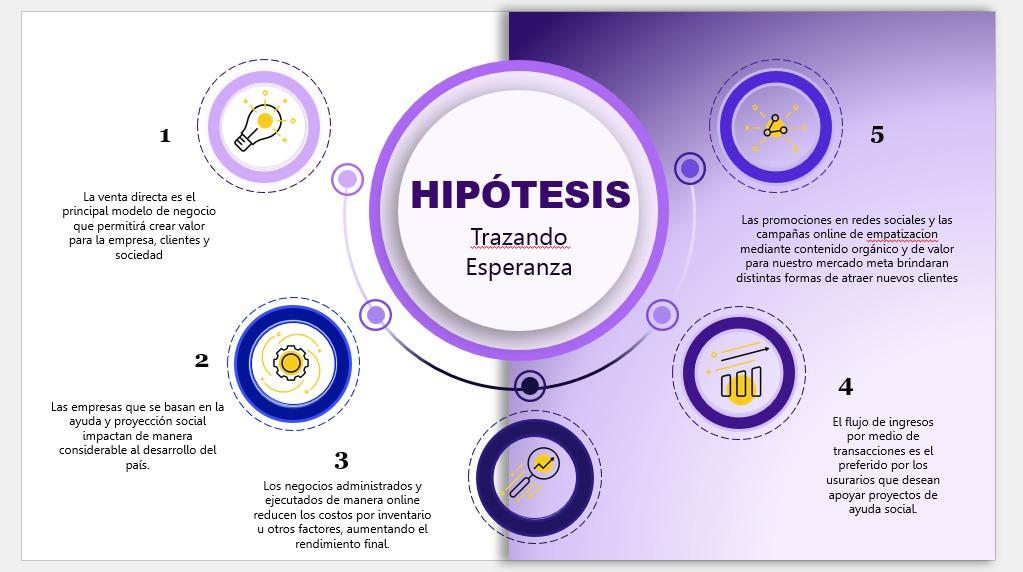 HIPÓTESIS
Trazando
Esperanza
1
La venta directa es el
principal modelo de negocio
que permitirá crear valor
para la empresa, clientes y
sociedad
2
Las empresas que se basan en la
ayuda y proyección social
impactan de manera
considerable al desarrollo del
país.
3
Los negocios administrados y
ejecutados de manera online
reducen los costos por inventario
u otros factores, aumentando el
rendimiento final.
4
El flujo de ingresos
por medio de
transacciones es el
preferido por los
usurarios que desean
apoyar proyectos de
ayuda social.
5
Las promociones en redes sociales y las
campañas online de empatizacion
mediante contenido orgánico y de valor
para nuestro mercado meta brindaran
distintas formas de atraer nuevos clientes